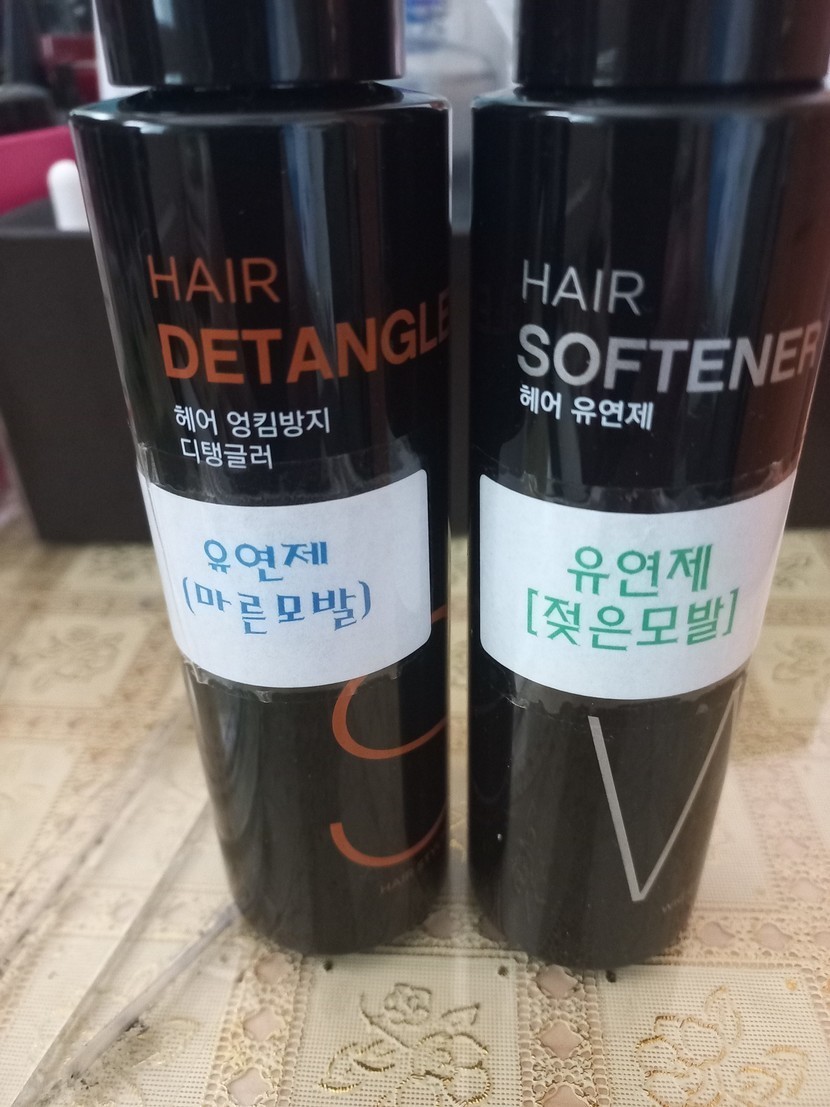 HAIR
DETANGLE
헤어 엉킴방지
디탱글러
유연제
(마른모발)
HAIR
SOFTENER
헤어 유연제
유연제
[젖은모발]
W